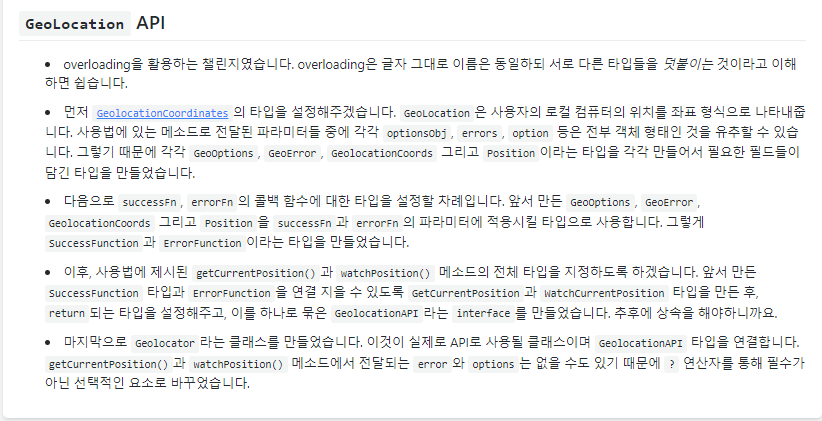 GeoLocation API
overloading을 활용하는 챌린지였습니다. overloading은 글자 그대로 이름은 동일하되 서로 다른 타입들을 덧붙이는 것이라고 이해
하면 쉽습니다.
먼저 GeolocationCoordinates 의 타입을 설정해주겠습니다. GeoLocation 은 사용자의 로컬 컴퓨터의 위치를 좌표 형식으로 나타내줍
니다. 사용법에 있는 메소드로 전달된 파라미터들 중에 각각 optionsObj , errors , option 등은 전부 객체 형태인 것을 유추할 수 있습
니다. 그렇기 때문에 각각 GeoOptions , GeoError , GeolocationCoords 그리고 Position 이라는 타입을 각각 만들어서 필요한 필드들이
담긴 타입을 만들었습니다.
다음으로 successFn , errorFn 의 콜백 함수에 대한 타입을 설정할 차례입니다. 앞서 만든 GeoOptions , GeoError ,
GeolocationCoords 그리고 Position 을 successFn 과 errorFn 의 파라미터에 적용시킬 타입으로 사용합니다. 그렇게
SuccessFunction 과 ErrorFunction 이라는 타입을 만들었습니다.
이후, 사용법에 제시된 getCurrentPosition() 과 watchPosition() 메소드의 전체 타입을 지정하도록 하겠습니다. 앞서 만든
SuccessFunction 타입과 ErrorFunction 을 연결 지을 수 있도록 GetCurrentPosition 과 WatchCurrentPosition 타입을 만든 후,
return 되는 타입을 설정해주고, 이를 하나로 묶은 GeolocationAPI 라는 interface 를 만들었습니다. 추후에 상속을 해야하니까요.
마지막으로 Geolocator 라는 클래스를 만들었습니다. 이것이 실제로 API로 사용될 클래스이며 GeolocationAPI 타입을 연결합니다.
getCurrentPosition() 과 watchPosition() 메소드에서 전달되는 error 와 options 는 없을 수도 있기 때문에 ? 연산자를 통해 필수가
아닌 선택적인 요소로 바꾸었습니다.